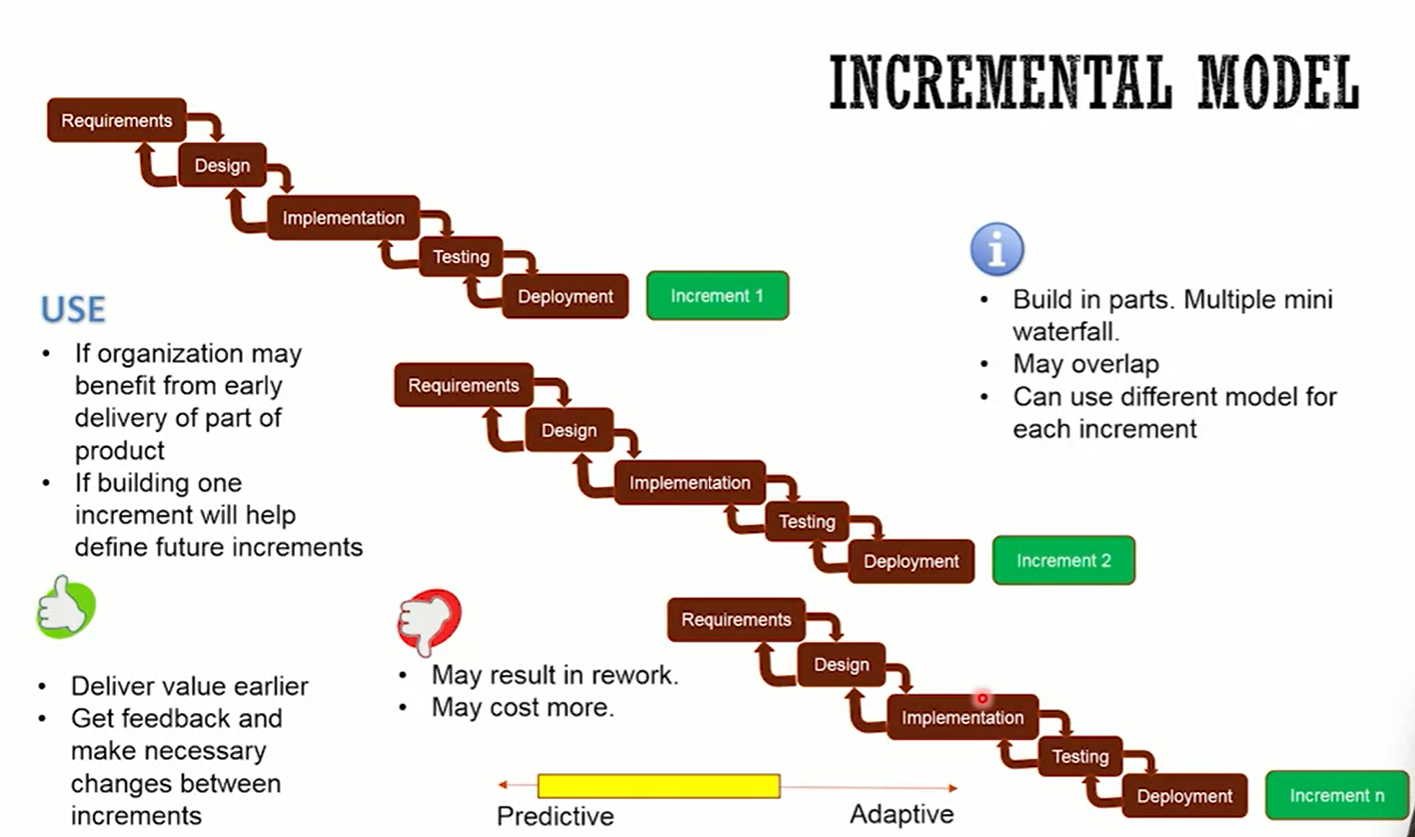 INCREMENTAL MODEL
Requirements
Design
Implementation
Testing
Deployment
Increment 1
USE
• If organization may
benefit from early
delivery of part of
product
• If building one
increment will help
define future increments
i
• Build in parts. Multiple mini
waterfall.
• May overlap
• Can use different model for
each increment
Requirements
Design
Implementation
Testing
Deployment
Increment 2
• Deliver value earlier
• Get feedback and
make necessary
changes between
increments
• May result in rework.
• May cost more.
Requirements
Design
Implementation
Testing
Deployment
Increment n
Predictive
Adaptive